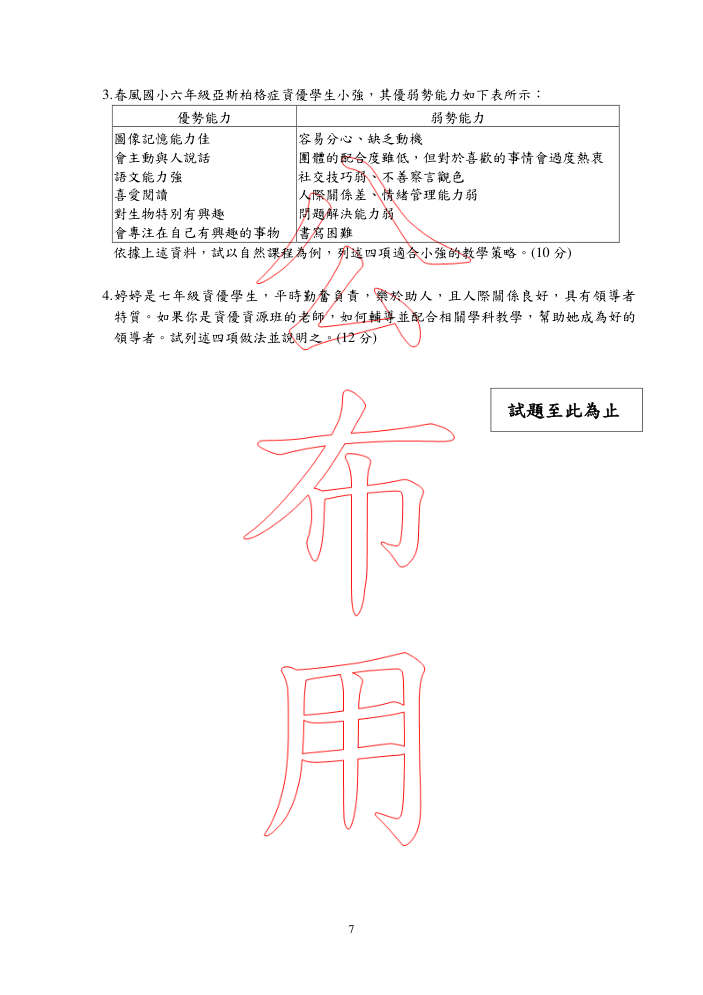 3.春風國小六年級亞斯柏格症資優學生小強，其優弱勢能力如下表所示：
優勢能力 弱勢能力
圖像記憶能力佳 容易分心、缺乏動機
會主動與人說話 團體的配合度雖低，但對於喜歡的事情會過度熱衷
語文能力強 社交技巧弱、不善察言觀色
喜愛閱讀 人際關係差、情緒管理能力弱
對生物特別有興趣 問題解決能力弱
會專注在自己有興趣的事物 書寫困難
依據上述資料，試以自然課程為例，列述四項適合小強的教學策略。(10 分)
4.婷婷是七年級資優學生，平時勤奮負責，樂於助人，且人際關係良好，具有領導者
特質。如果你是資優資源班的老師，如何輔導並配合相關學科教學，幫助她成為好的
領導者。試列述四項做法並說明之。(12 分)
試題至此為止
公
布
用
7